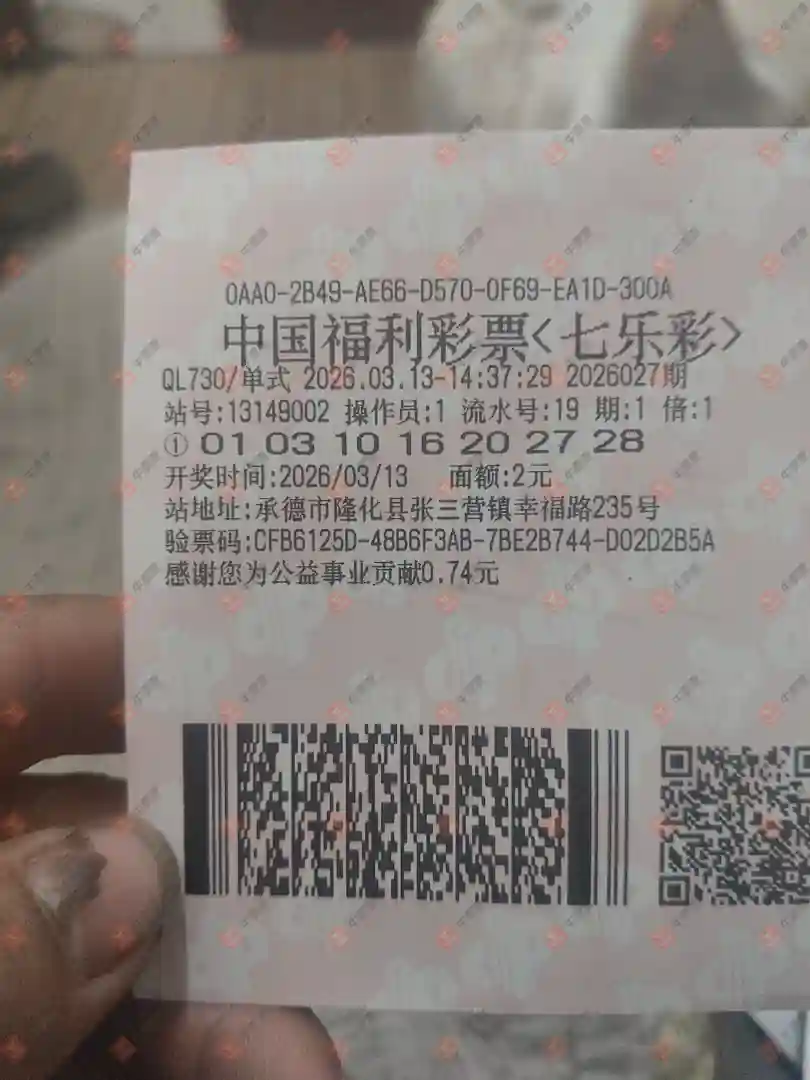 0AA0-2B49-AE66-D570-0F69-EA1D-300A
中国福利彩票<七乐彩>
QL730/单式 2026.03.13-14:37:29 2026027期
站号:13149002 操作员:1 流水号:19 期:1 倍:1
① 01 03 10 16 20 27 28
开奖时间:2026/03/13 面额:2元
站地址:承德市隆化县张三营镇幸福路235号
验票码:CFB6125D-48B6F3AB-7BE2B744-D02D2B5A
感谢您为公益事业贡献0.74元